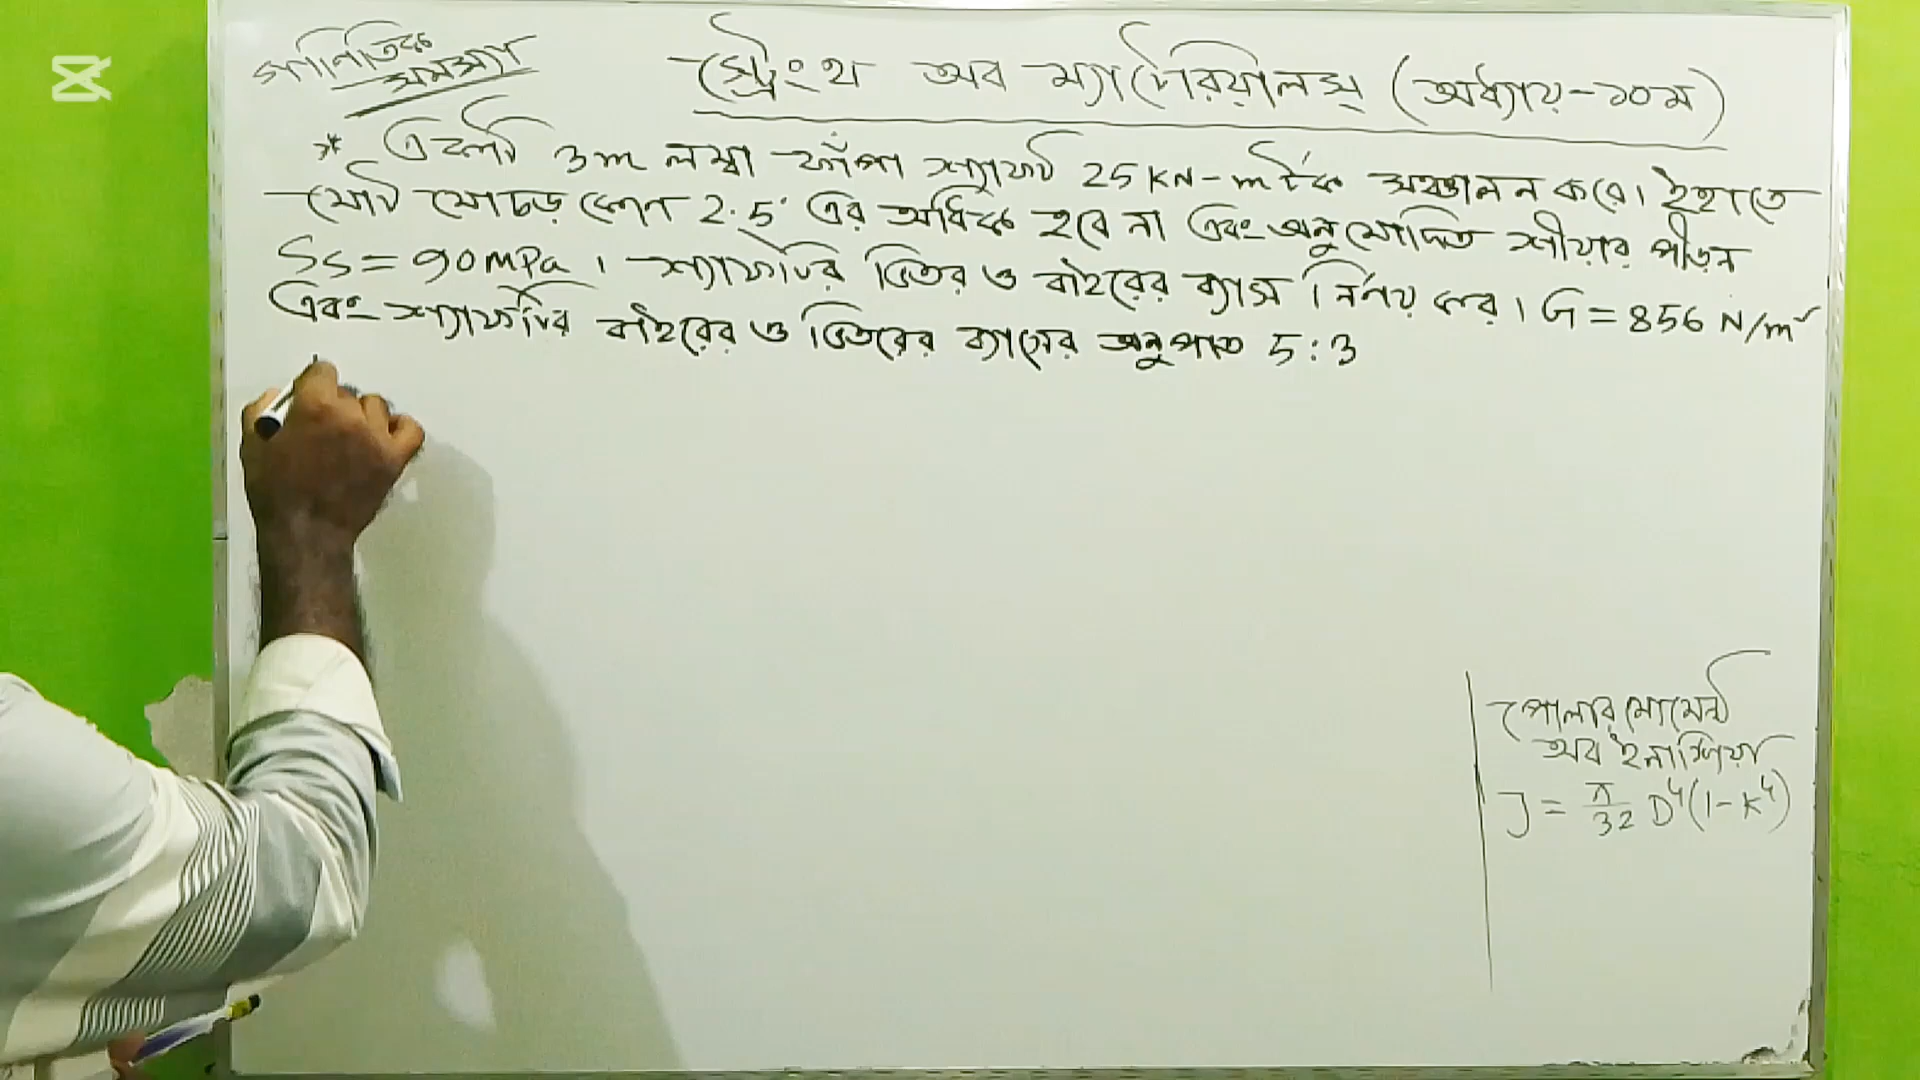 গাণিতিক
সমস্যা
স্ট্রেংথ অব ম্যাটেরিয়ালস্ (অধ্যায়-১০ম)
* একটি 3m লম্বা ফাঁপা শ্যাফট 25 KN-m টর্ক সঞ্চালন করে। ইহাতে
মোট মোচড় কোণ 2.5° এর অধিক হবে না এবং অনুমোদিত শীয়ার পীড়ন
Ss = 90 mPa । শ্যাফটির ভিতর ও বাইরের ব্যাস নির্ণয় কর। G = 856 N/m²
এবং শ্যাফটির বাইরের ও ভিতরের ব্যাসের অনুপাত 5:3
পোলার মোমেন্ট
অব ইনার্শিয়া
J = π/32 D⁴(1-K⁴)